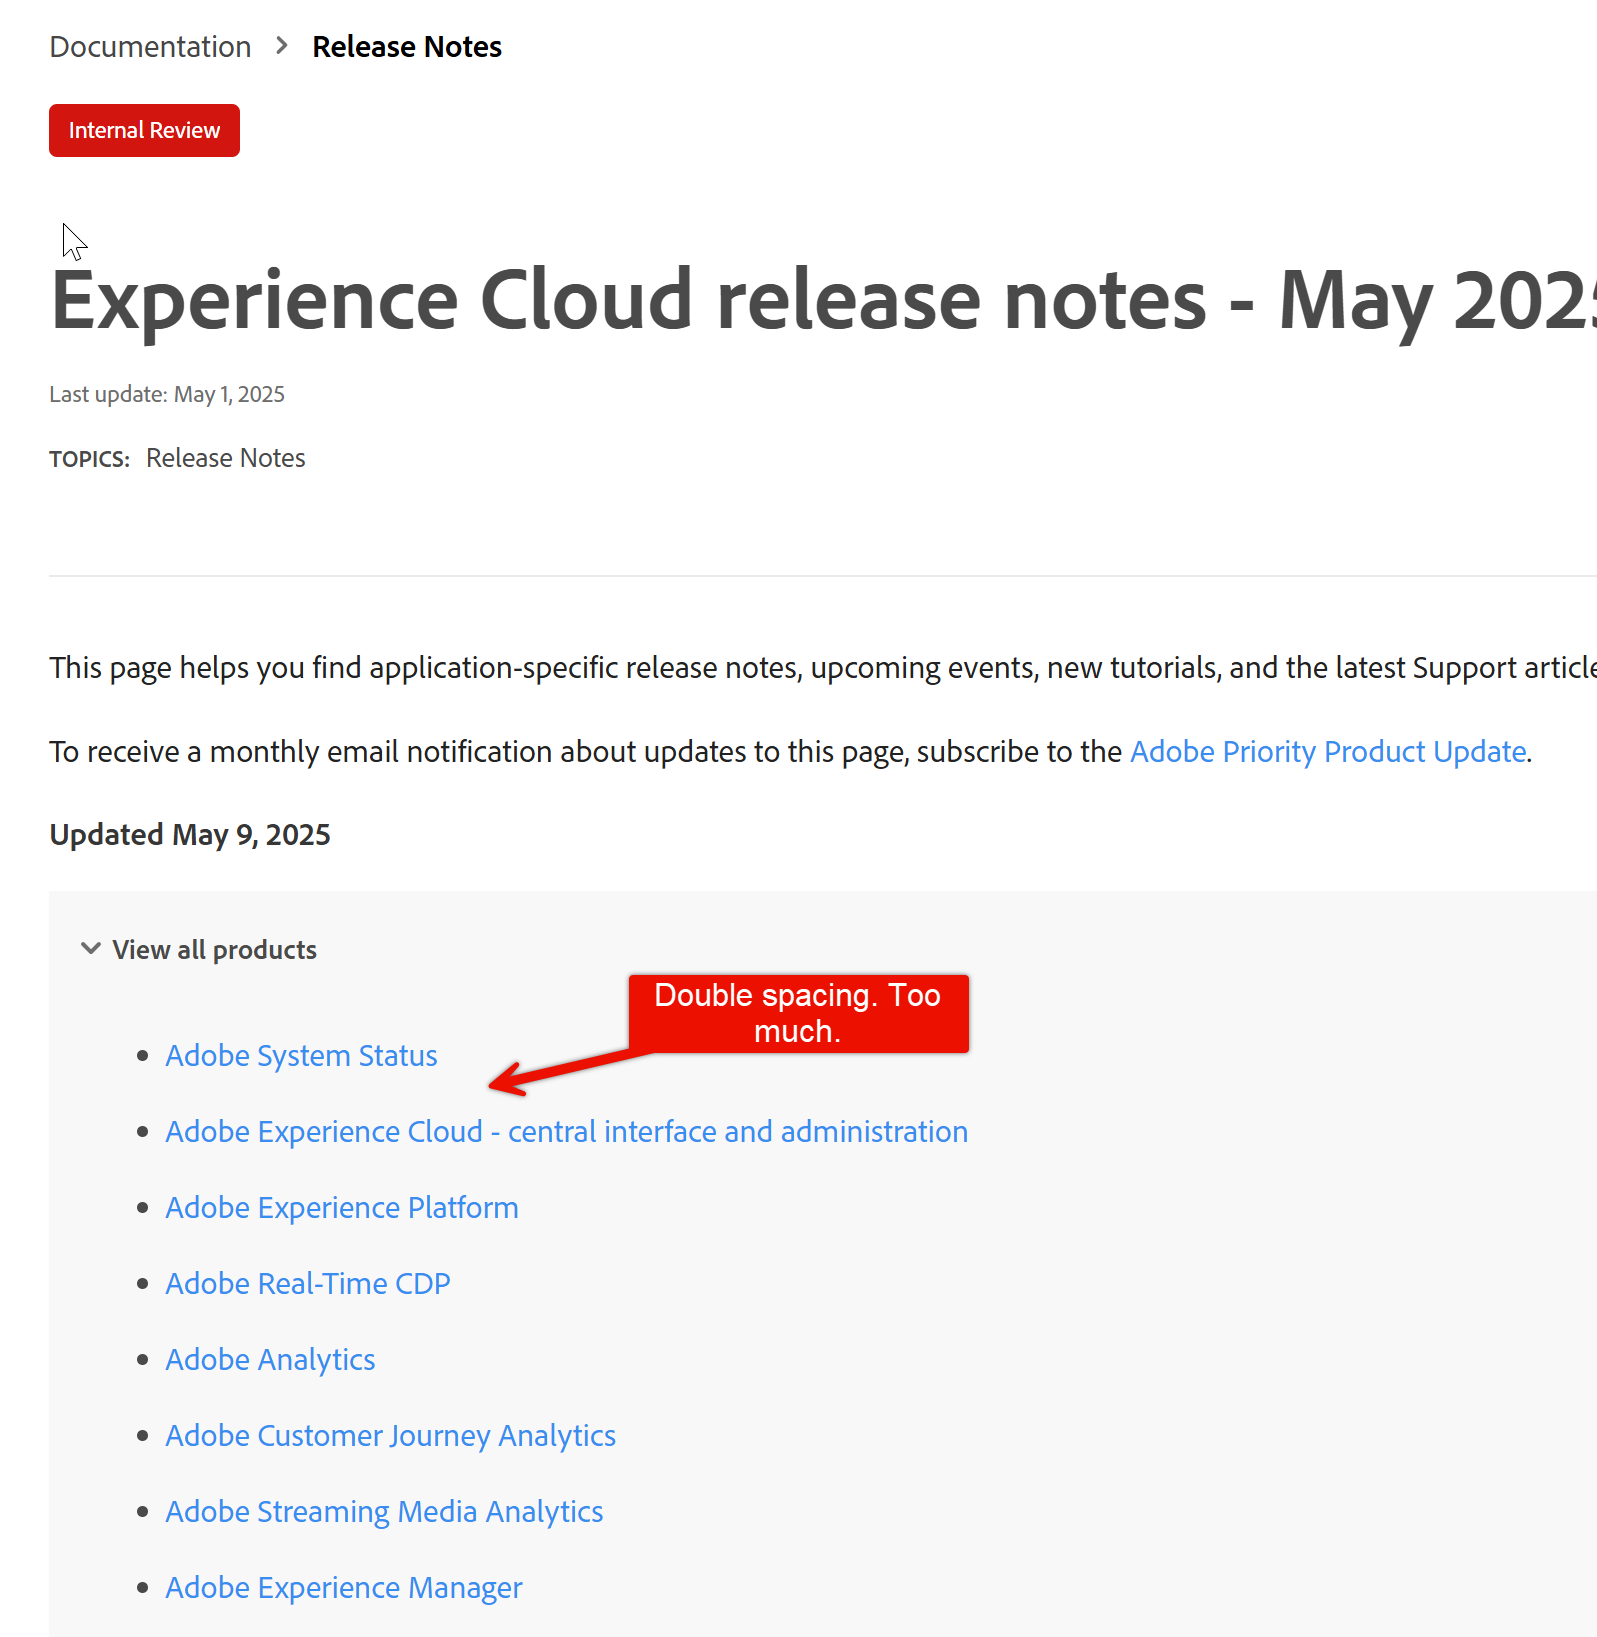 Documentation > Release Notes
Internal Review
Experience Cloud release notes - May 2025
Last update: May 1, 2025
TOPICS: Release Notes
This page helps you find application-specific release notes, upcoming events, new tutorials, and the latest Support article
To receive a monthly email notification about updates to this page, subscribe to the Adobe Priority Product Update.
Updated May 9, 2025
View all products
Double spacing. Too
much.
• Adobe System Status
• Adobe Experience Cloud - central interface and administration
• Adobe Experience Platform
• Adobe Real-Time CDP
• Adobe Analytics
• Adobe Customer Journey Analytics
• Adobe Streaming Media Analytics
• Adobe Experience Manager